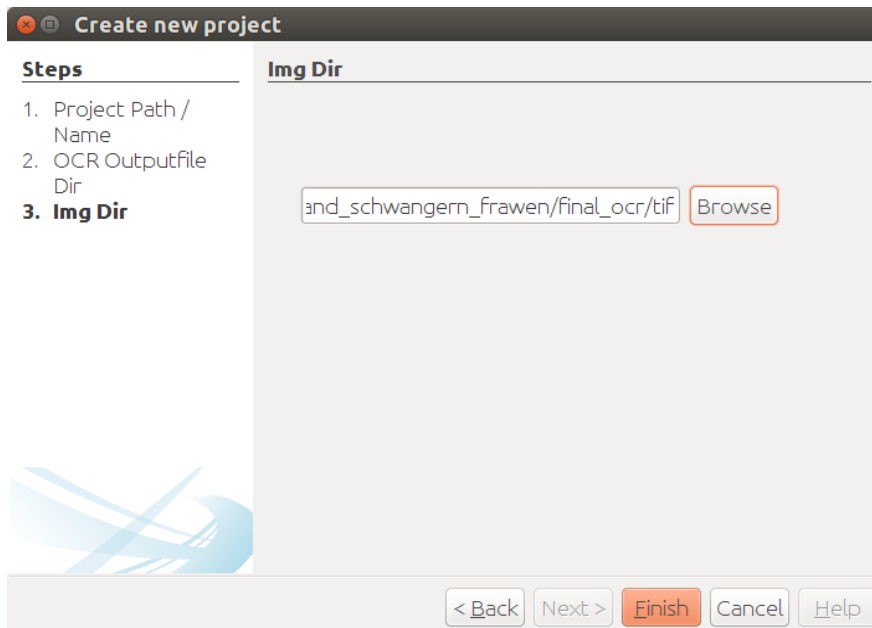 Create new project
Steps
1. Project Path /
Name
2. OCR Outputfile
Dir
3. Img Dir
Img Dir
and_schwangern_frawen/final_ocr/tif
Browse
< Back
Next >
Finish
Cancel
Help